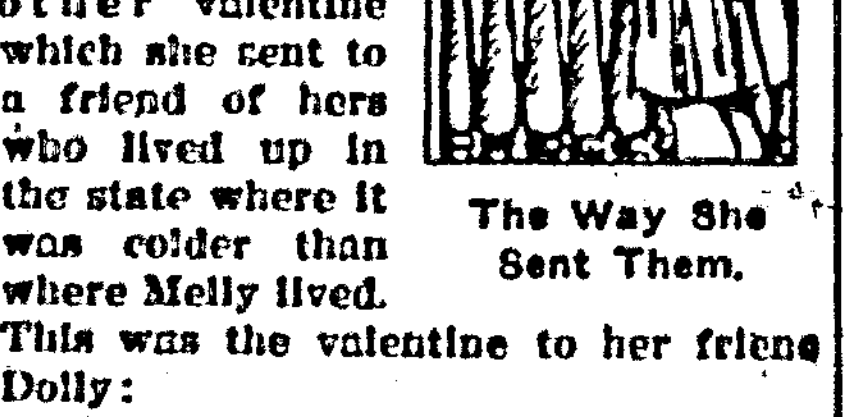 other valentine
which she sent to
a friend of hers
who lived up in
the state where it
was colder than
where Melly lived.
This was the valentine to her friend
Dolly:
The Way She
Sent Them.